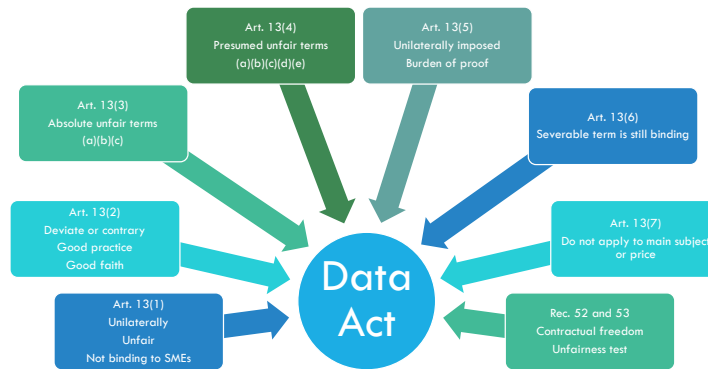 Art. 13(4)
Presumed unfair terms
(a)(b)(c)(d)(e)
Art. 13(5)
Unilaterally imposed
Burden of proof
Art. 13(3)
Absolute unfair terms
(a)(b)(c)
Art. 13(6)
Severable term is still binding
Art. 13(2)
Deviate or contrary
Good practice
Good faith
Art. 13(7)
Do not apply to main subject
or price
Data
Act
Art. 13(1)
Unilaterally
Unfair
Not binding to SMEs
Rec. 52 and 53
Contractual freedom
Unfairness test